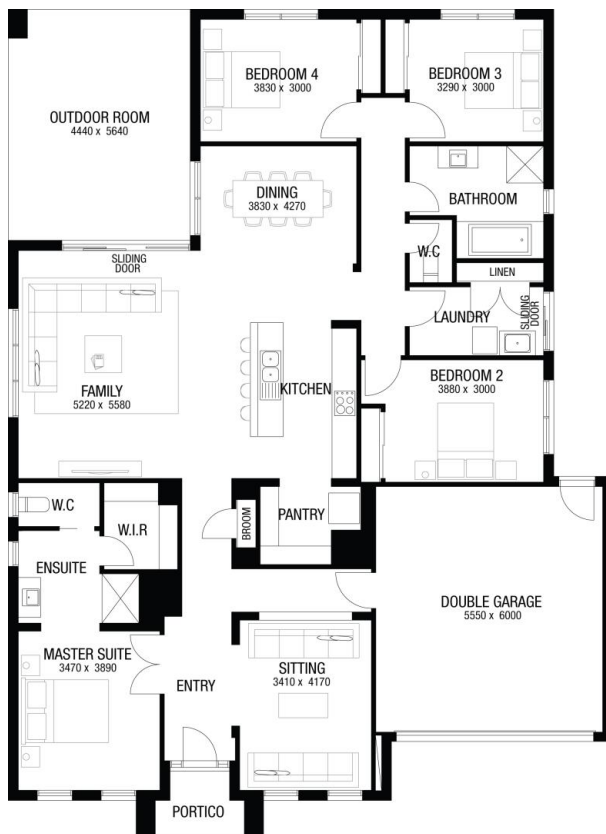 BEDROOM 4
3830 x 3000
BEDROOM 3
3290 x 3000
OUTDOOR ROOM
4440 x 5640
DINING
3830 x 4270
BATHROOM
W.C
SLIDING
DOOR
LINEN
LAUNDRY
SLIDING
DOOR
FAMILY
5220 x 5580
KITCHEN
BEDROOM 2
3880 x 3000
W.C
W.I.R
BROOM
PANTRY
ENSUITE
DOUBLE GARAGE
5550 x 6000
MASTER SUITE
3470 x 3890
ENTRY
SITTING
3410 x 4170
PORTICO